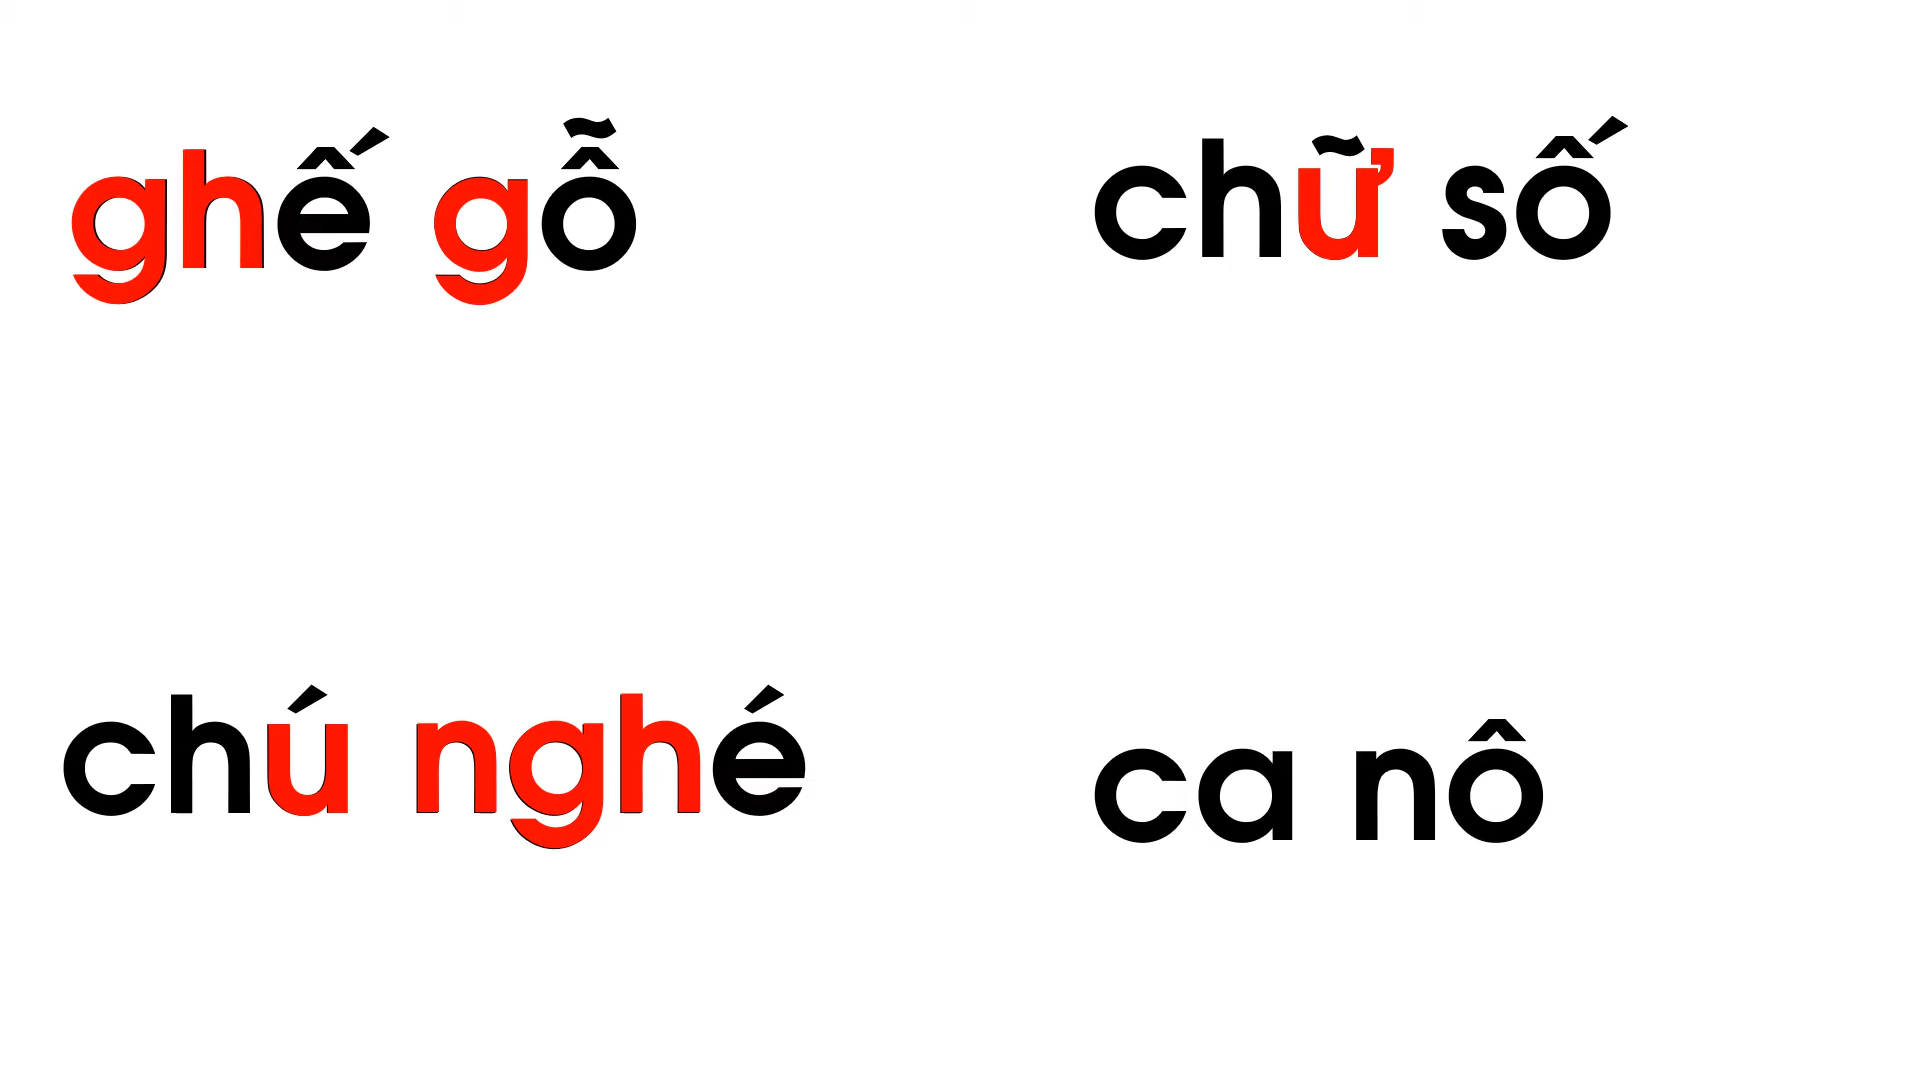 ghế gỗ
chữ số
chú nghé
ca nô